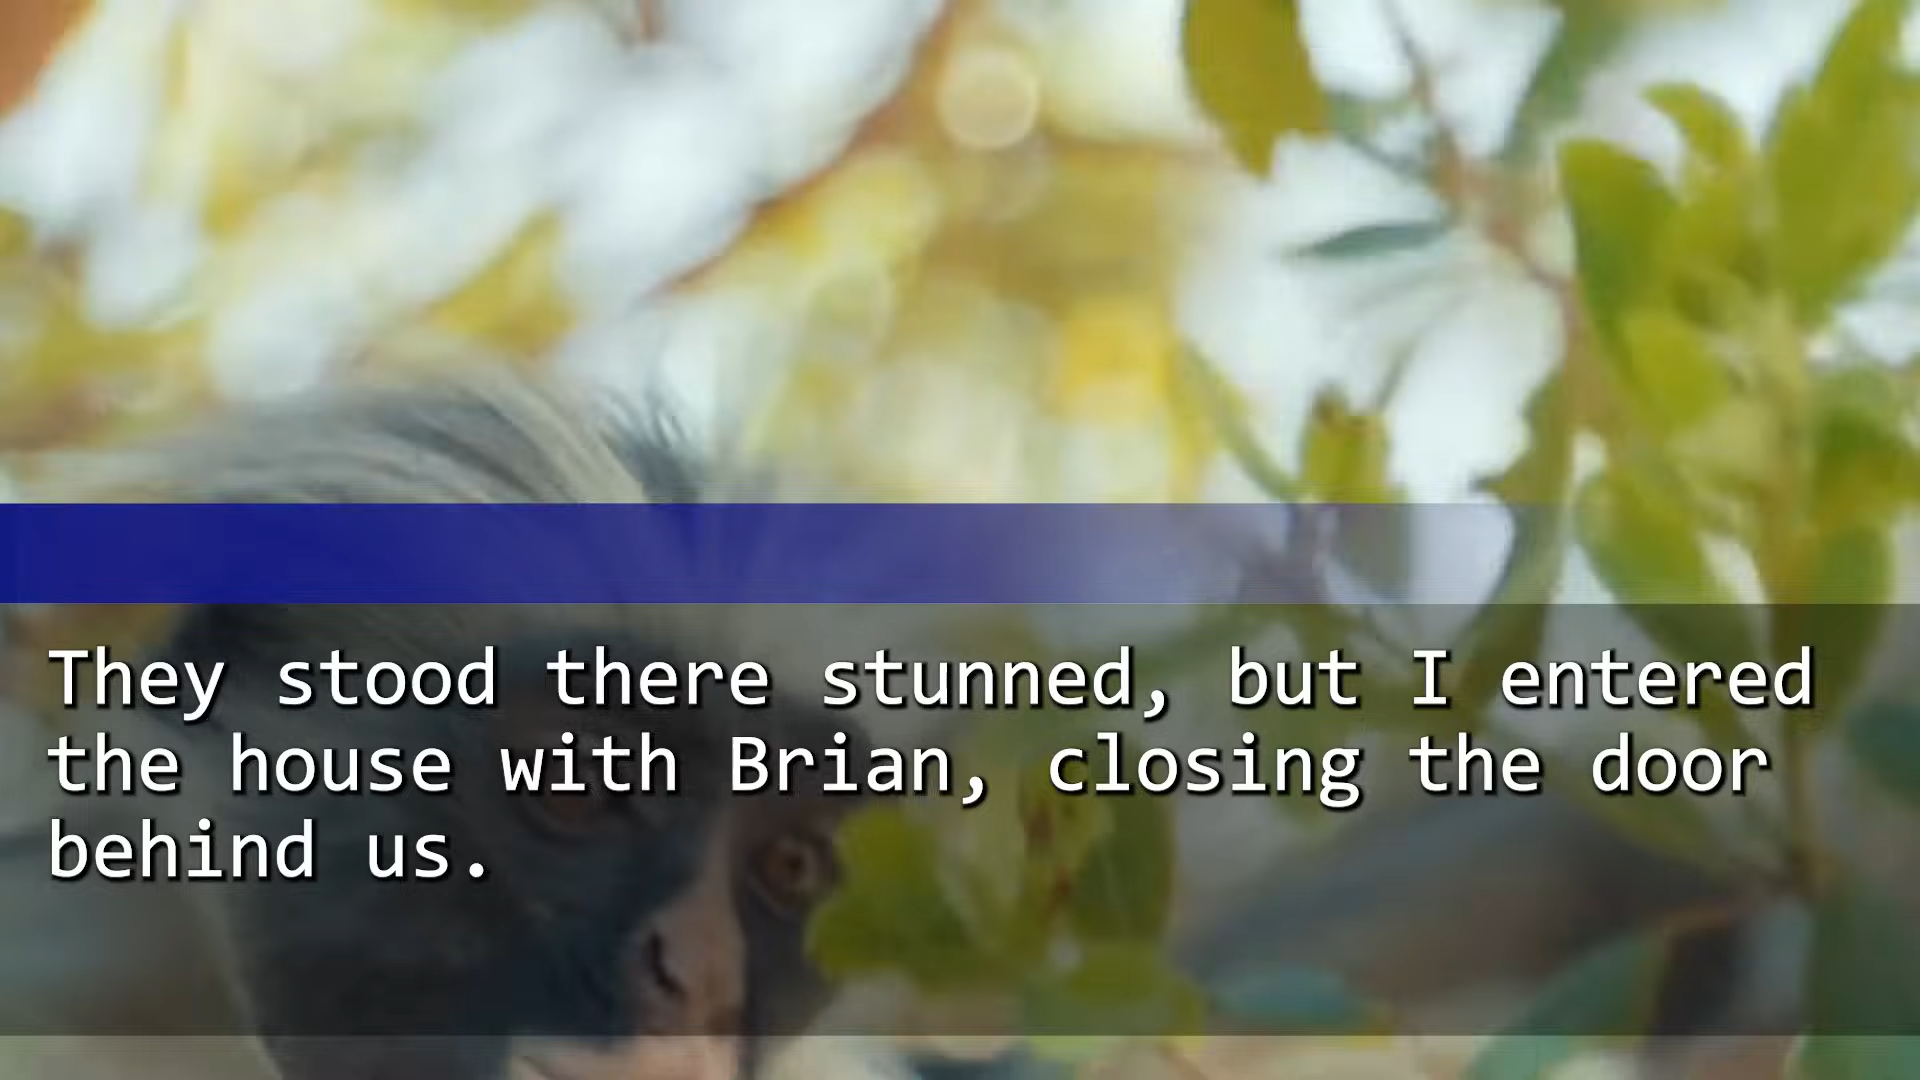 They stood there stunned, but I entered
the house with Brian, closing the door
behind us.